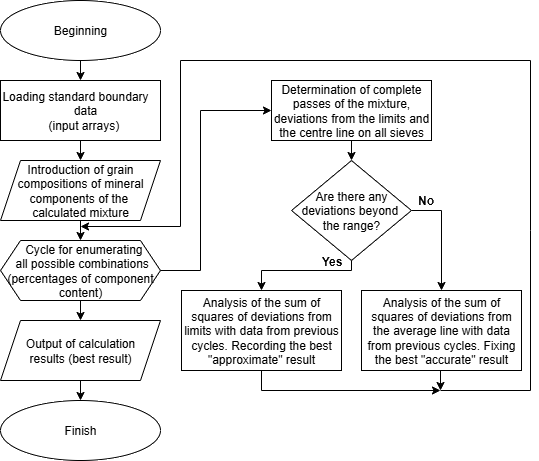 Beginning
Loading standard boundary
data
(input arrays)
Introduction of grain
compositions of mineral
components of the
calculated mixture
Cycle for enumerating
all possible combinations
(percentages of component
content)
Output of calculation
results (best result)
Finish
Determination of complete
passes of the mixture,
deviations from the limits and
the centre line on all sieves
Are there any
deviations beyond
the range?
No
Yes
Analysis of the sum of
squares of deviations from
limits with data from previous
cycles. Recording the best
"approximate" result
Analysis of the sum of
squares of deviations from
the average line with data
from previous cycles. Fixing
the best "accurate" result